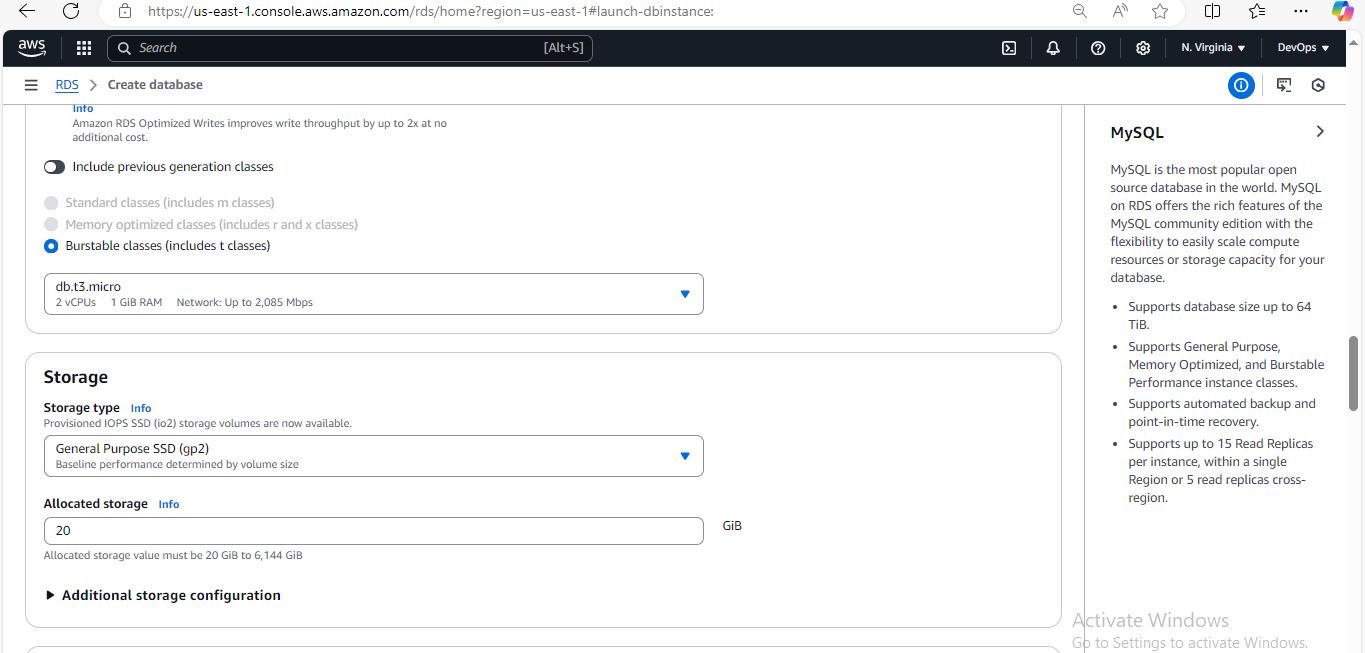 https://us-east-1.console.aws.amazon.com/rds/home?region=us-east-1#launch-dbinstance:
aws
Search
[Alt+S]
N. Virginia
DevOps
RDS
Create database
Info
Amazon RDS Optimized Writes improves write throughput by up to 2x at no
additional cost.
Include previous generation classes
Standard classes (includes m classes)
Memory optimized classes (includes r and x classes)
Burstable classes (includes t classes)
db.t3.micro
2 vCPUs 1 GiB RAM Network: Up to 2,085 Mbps
Storage
Storage type Info
Provisioned IOPS SSD (io2) storage volumes are now available.
General Purpose SSD (gp2)
Baseline performance determined by volume size
Allocated storage Info
20
GiB
Allocated storage value must be 20 GiB to 6,144 GiB
Additional storage configuration
MySQL
MySQL is the most popular open
source database in the world. MySQL
on RDS offers the rich features of the
MySQL community edition with the
flexibility to easily scale compute
resources or storage capacity for your
database.
• Supports database size up to 64
TiB.
• Supports General Purpose,
Memory Optimized, and Burstable
Performance instance classes.
• Supports automated backup and
point-in-time recovery.
• Supports up to 15 Read Replicas
per instance, within a single
Region or 5 read replicas cross-
region.
Activate Windows
Go to Settings to activate Windows.